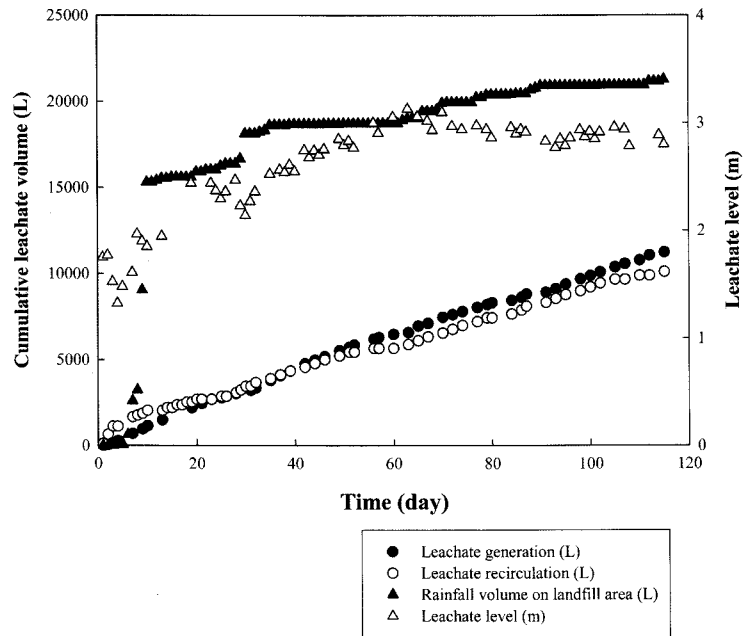 25000
20000
15000
10000
5000
0
Cumulative leachate volume (L)
4
3
2
1
0
Leachate level (m)
0
20
40
60
80
100
120
Time (day)
Leachate generation (L)
Leachate recirculation (L)
Rainfall volume on landfill area (L)
Leachate level (m)